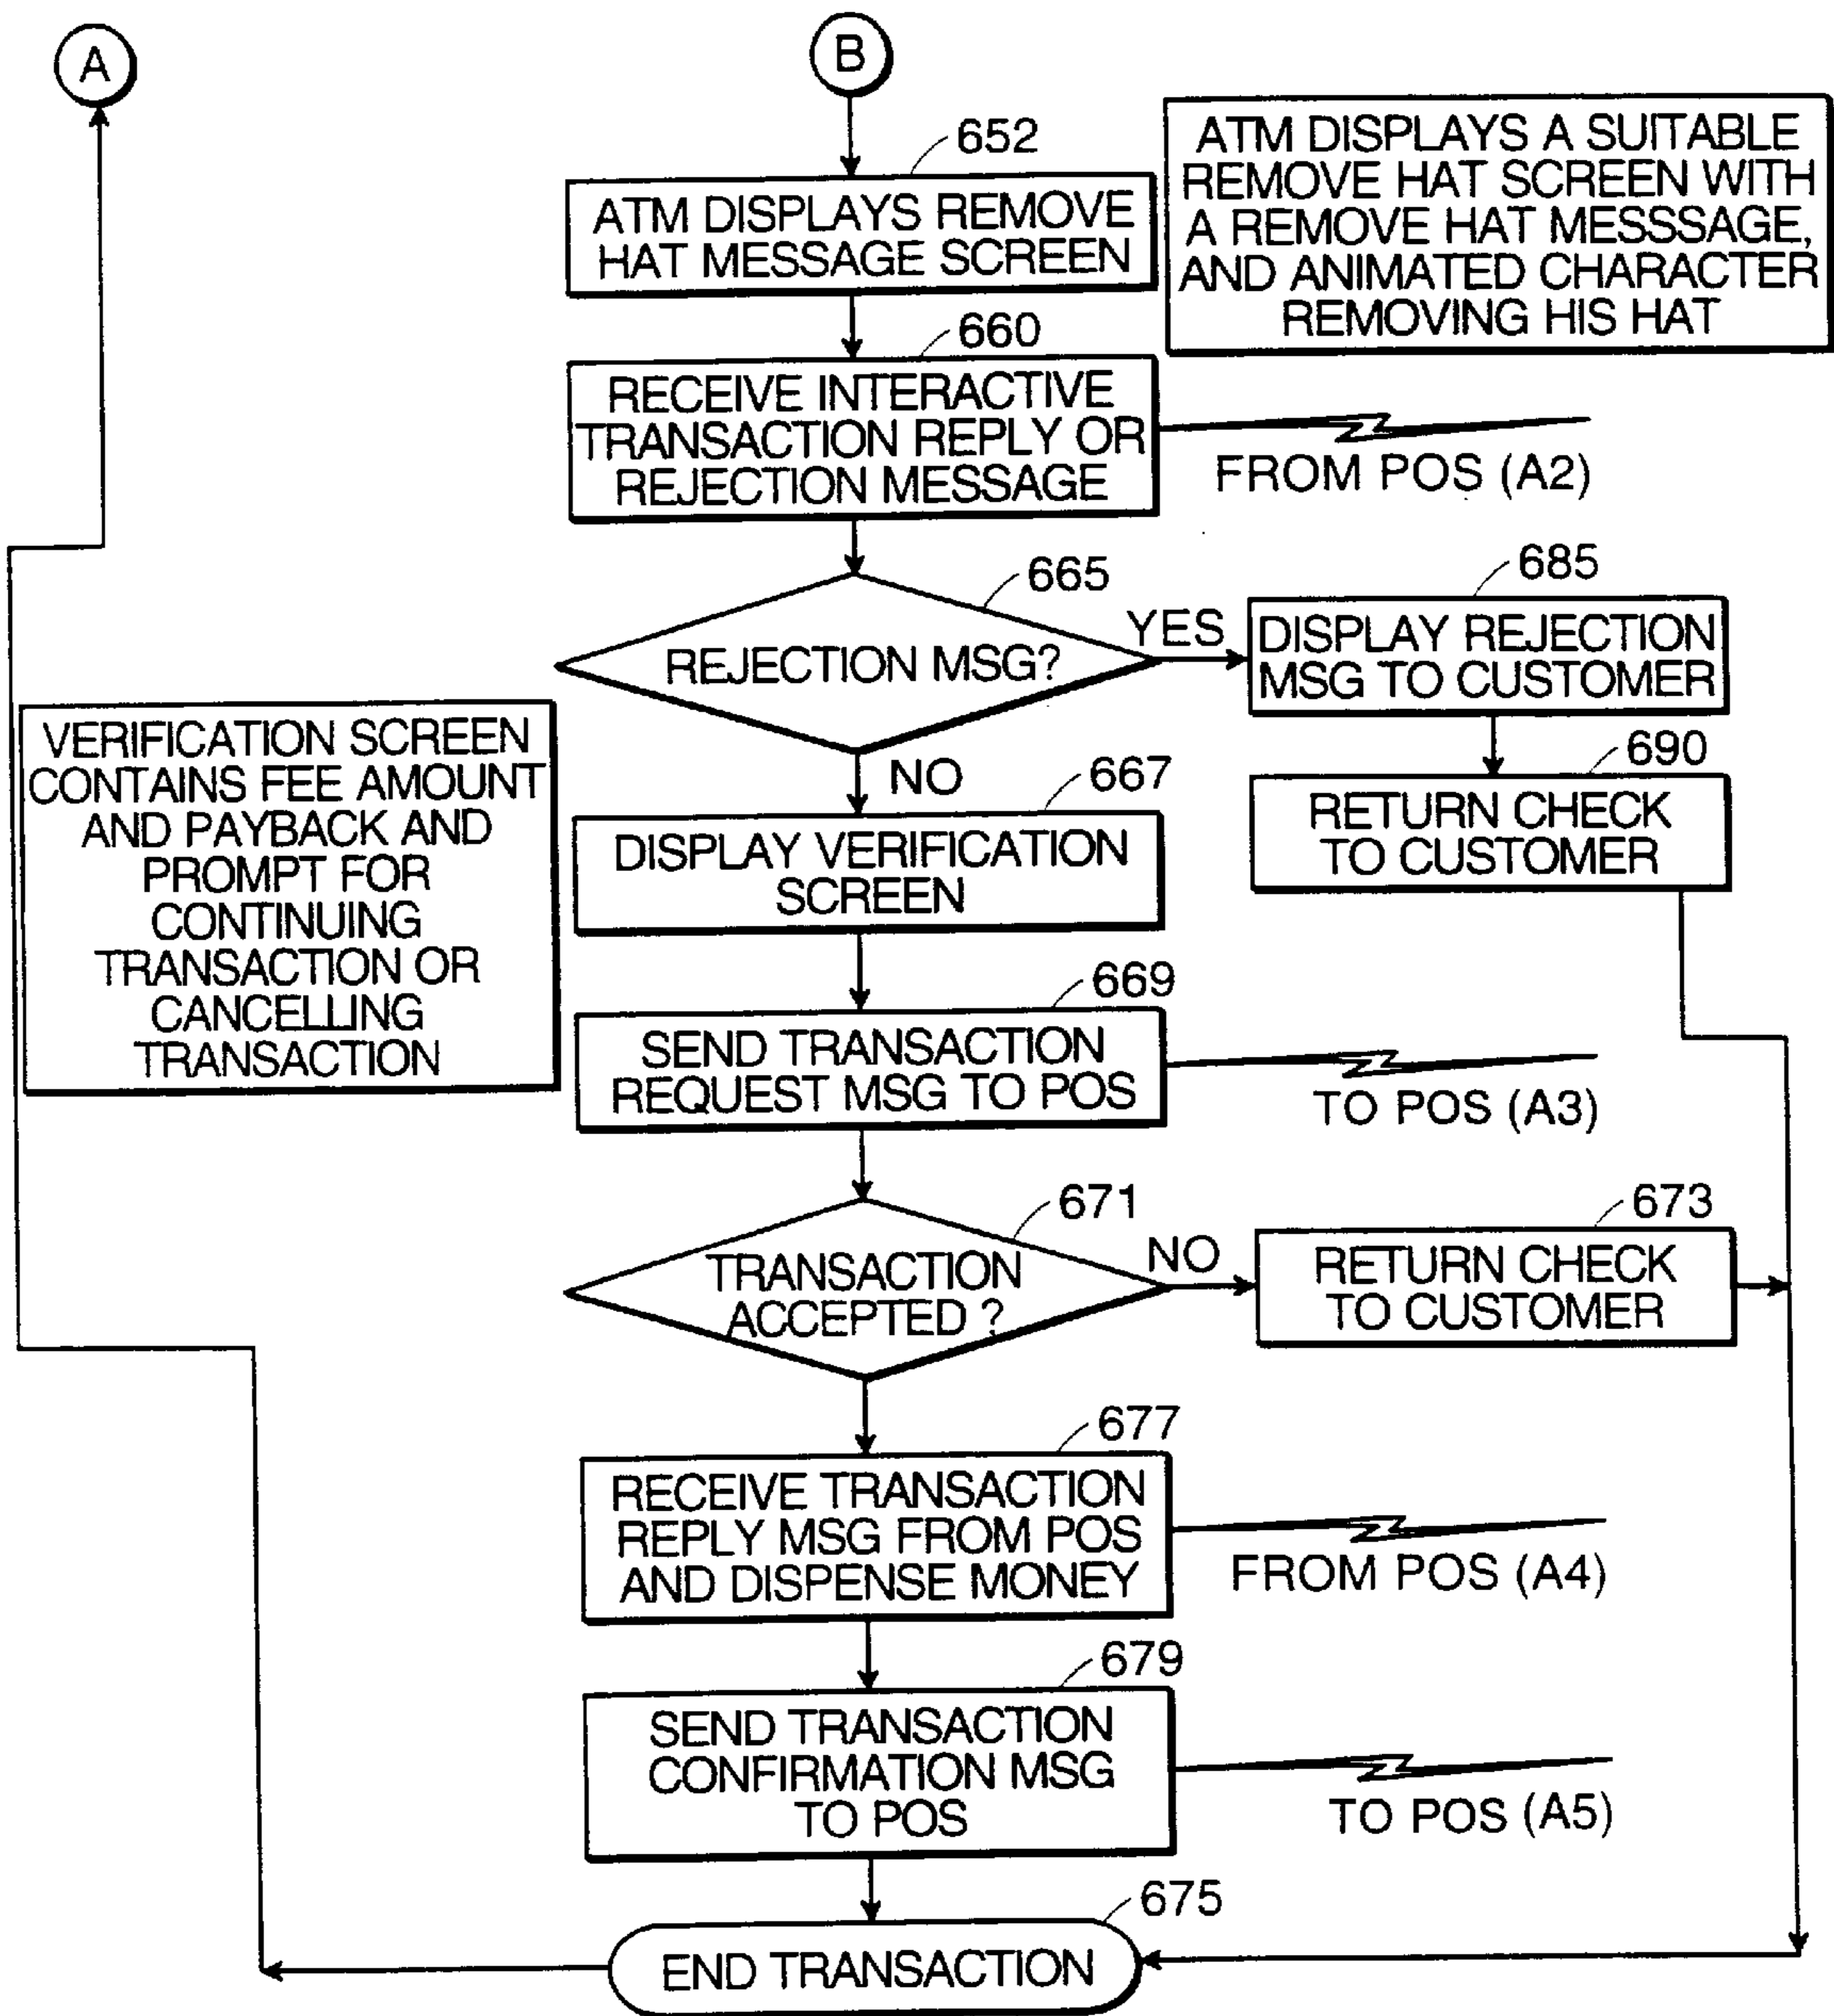 A
B
652
ATM DISPLAYS REMOVE
HAT MESSAGE SCREEN
ATM DISPLAYS A SUITABLE
REMOVE HAT SCREEN WITH
A REMOVE HAT MESSSAGE,
AND ANIMATED CHARACTER
REMOVING HIS HAT
660
RECEIVE INTERACTIVE
TRANSACTION REPLY OR
REJECTION MESSAGE
FROM POS (A2)
665
REJECTION MSG?
YES
685
DISPLAY REJECTION
MSG TO CUSTOMER
690
RETURN CHECK
TO CUSTOMER
NO
VERIFICATION SCREEN
CONTAINS FEE AMOUNT
AND PAYBACK AND
PROMPT FOR
CONTINUING
TRANSACTION OR
CANCELLING
TRANSACTION
667
DISPLAY VERIFICATION
SCREEN
669
SEND TRANSACTION
REQUEST MSG TO POS
TO POS (A3)
671
TRANSACTION
ACCEPTED ?
NO
673
RETURN CHECK
TO CUSTOMER
677
RECEIVE TRANSACTION
REPLY MSG FROM POS
AND DISPENSE MONEY
FROM POS (A4)
679
SEND TRANSACTION
CONFIRMATION MSG
TO POS
TO POS (A5)
675
END TRANSACTION